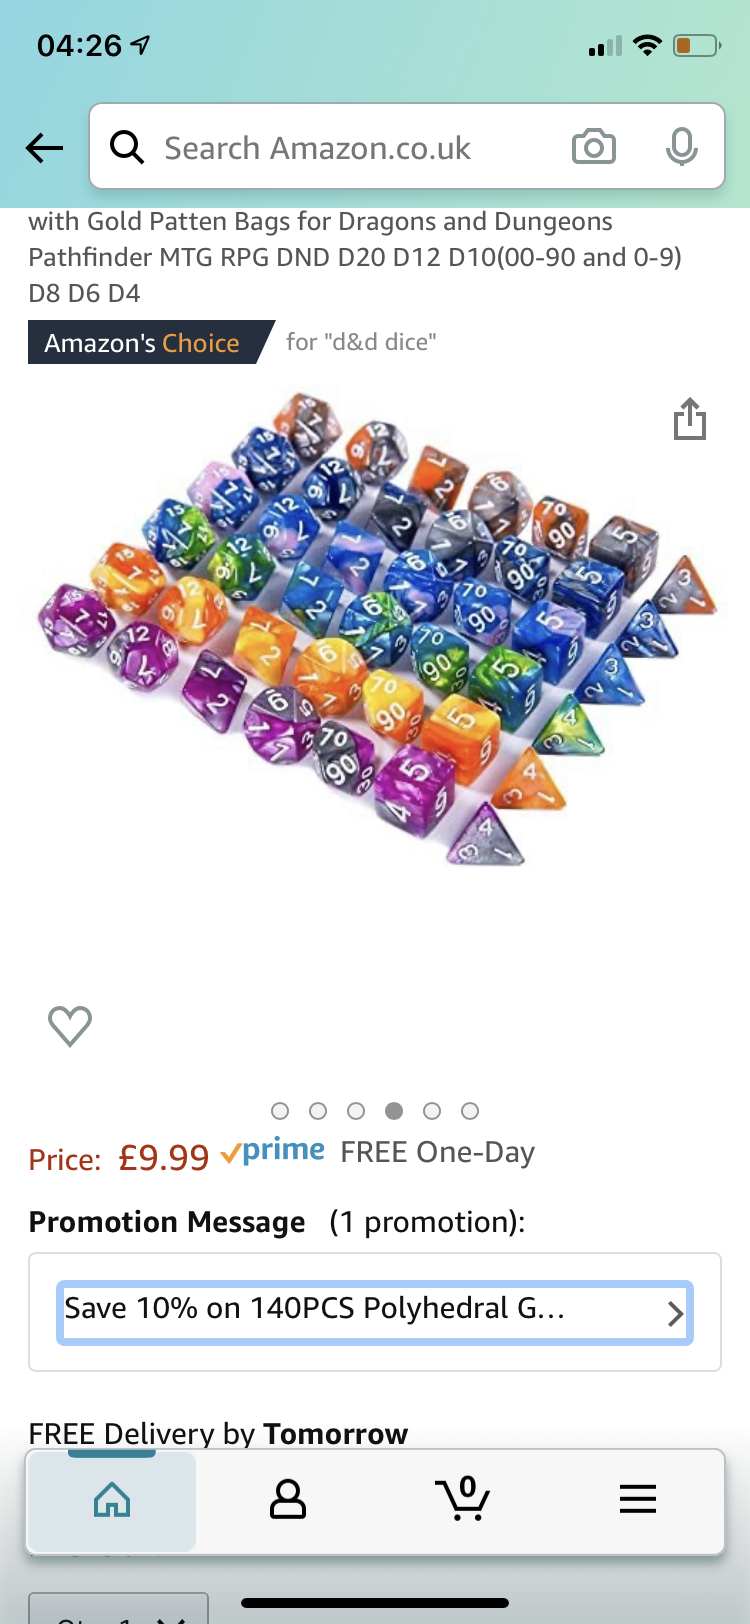 04:26
Search Amazon.co.uk
with Gold Patten Bags for Dragons and Dungeons
Pathfinder MTG RPG DND D20 D12 D10(00-90 and 0-9)
D8 D6 D4
Amazon's Choice for "d&d dice"
Price: £9.99 prime FREE One-Day
Promotion Message (1 promotion):
Save 10% on 140PCS Polyhedral G...
FREE Delivery by Tomorrow
0